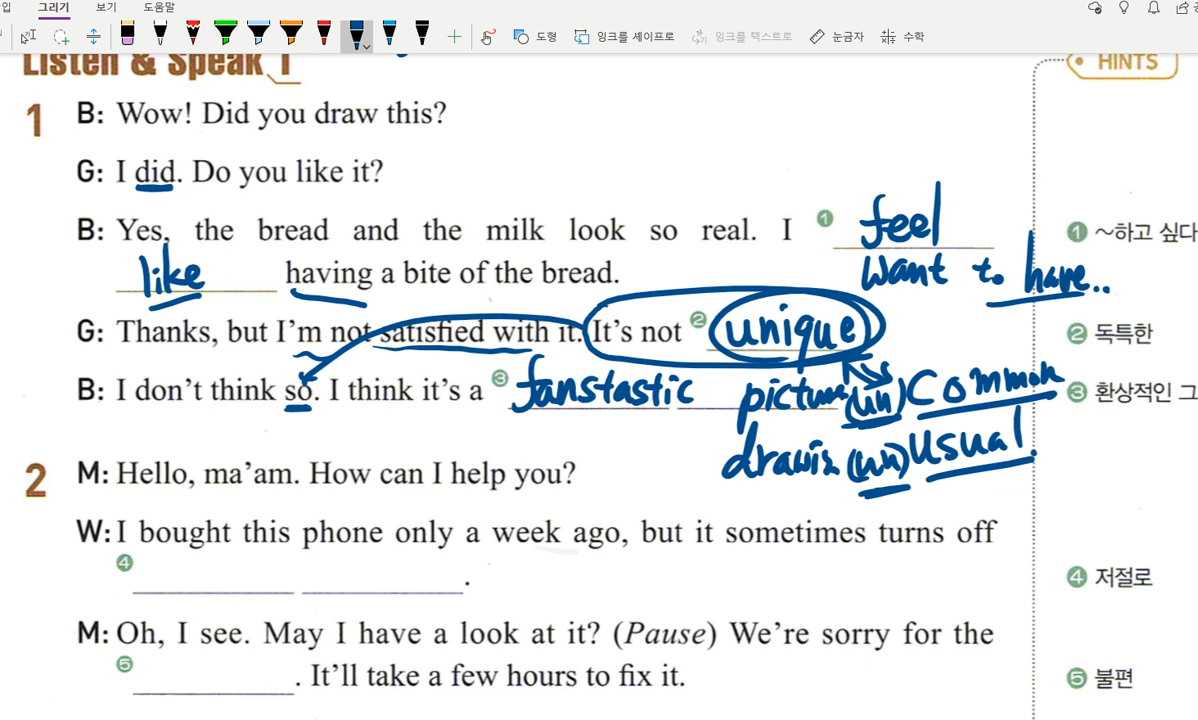 그리기 보기 도움말
도형 잉크를 셰이프로 잉크를 텍스트로 눈금자 수학
Listen & Speak 1
HINTS
1 B: Wow! Did you draw this?
G: I did. Do you like it?
B: Yes, the bread and the milk look so real. I ① feel
① ~하고 싶다
like having a bite of the bread.
want to have..
G: Thanks, but I'm not satisfied with it. It's not ② unique
② 독특한
B: I don't think so. I think it's a ③ fanstastic picture (un) common
③ 환상적인 그
(un) usual
2 M: Hello, ma'am. How can I help you?
W: I bought this phone only a week ago, but it sometimes turns off
④ .
④ 저절로
M: Oh, I see. May I have a look at it? (Pause) We're sorry for the
⑤ . It'll take a few hours to fix it.
⑤ 불편